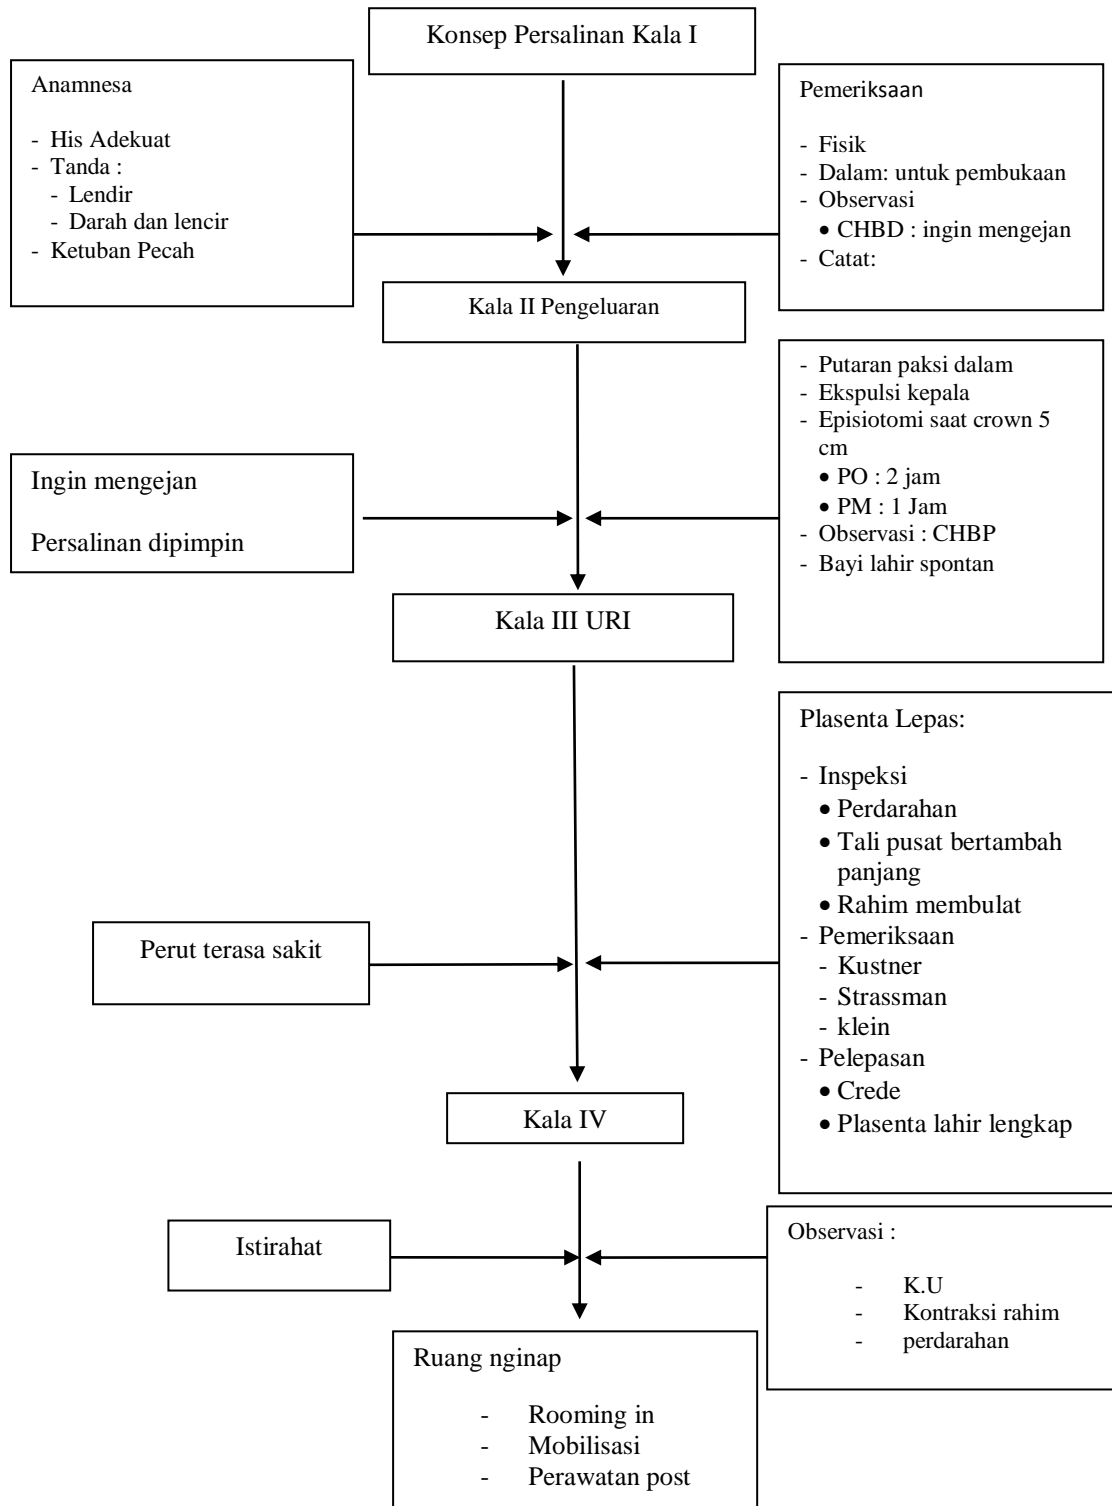 Konsep Persalinan Kala I
Anamnesa
- His Adekuat
- Tanda :
- Lendir
- Darah dan lencir
- Ketuban Pecah
Pemeriksaan
- Fisik
- Dalam: untuk pembukaan
- Observasi
• CHBD : ingin mengejan
- Catat:
Kala II Pengeluaran
Ingin mengejan
Persalinan dipimpin
- Putaran paksi dalam
- Ekspulsi kepala
- Episiotomi saat crown 5
cm
• PO : 2 jam
• PM : 1 Jam
- Observasi : CHBP
- Bayi lahir spontan
Kala III URI
Perut terasa sakit
Plasenta Lepas:
- Inspeksi
• Perdarahan
• Tali pusat bertambah
panjang
• Rahim membulat
- Pemeriksaan
- Kustner
- Strassman
- klein
- Pelepasan
• Crede
• Plasenta lahir lengkap
Kala IV
Istirahat
Observasi :
- K.U
- Kontraksi rahim
- perdarahan
Ruang nginap
- Rooming in
- Mobilisasi
- Perawatan post